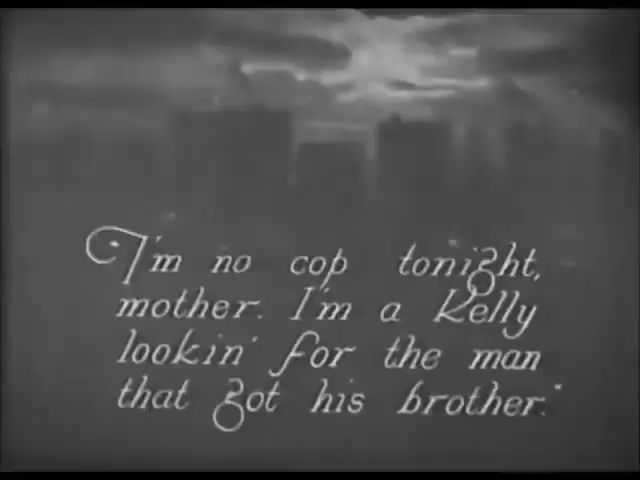 I'm no cop tonight,
mother. I'm a Kelly
lookin' for the man
that got his brother."